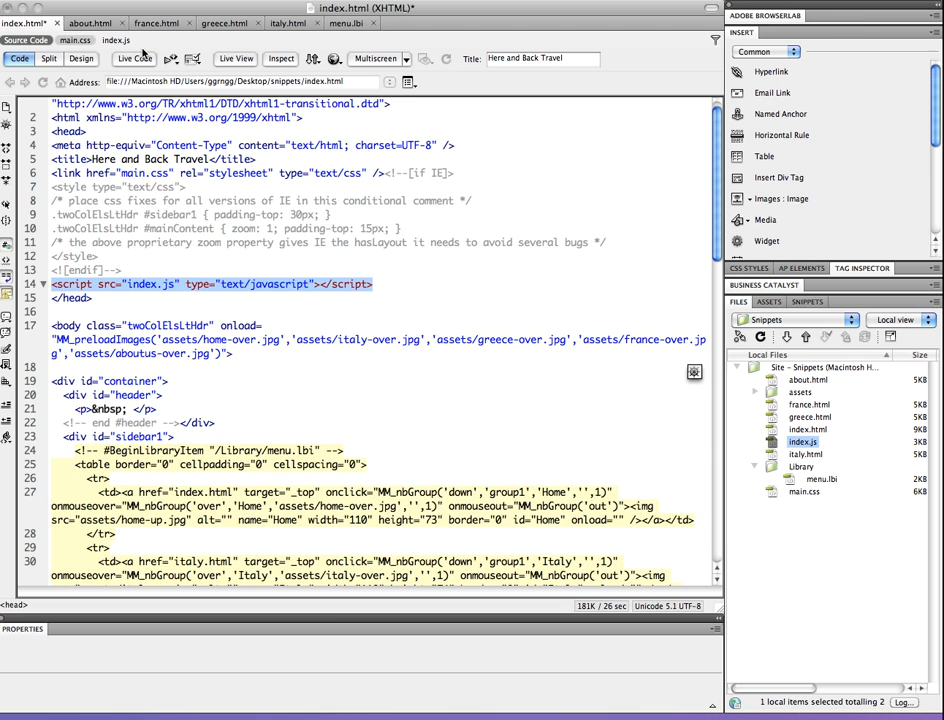 index.html (XHTML)*
index.html* × about.html × france.html × greece.html × italy.html × menu.lbi ×
Source Code main.css index.js
Code Split Design Live Code Live View Inspect Multiscreen Title: Here and Back Travel
Address: file:///Macintosh HD/Users/ggrngg/Desktop/snippets/index.html
"http://www.w3.org/TR/xhtml1/DTD/xhtml1-transitional.dtd">
2 <html xmlns="http://www.w3.org/1999/xhtml">
3 <head>
4 <meta http-equiv="Content-Type" content="text/html; charset=UTF-8" />
5 <title>Here and Back Travel</title>
6 <link href="main.css" rel="stylesheet" type="text/css" /><!--[if IE]>
7 <style type="text/css">
8 /* place css fixes for all versions of IE in this conditional comment */
9 .twoColElsLtHdr #sidebar1 { padding-top: 30px; }
10 .twoColElsLtHdr #mainContent { zoom: 1; padding-top: 15px; }
11 /* the above proprietary zoom property gives IE the hasLayout it needs to avoid several bugs */
12 </style>
13 <![endif]-->
14 <script src="index.js" type="text/javascript"></script>
15 </head>
16
17 <body class="twoColElsLtHdr" onload=
"MM_preloadImages('assets/home-over.jpg','assets/italy-over.jpg','assets/greece-over.jpg','assets/france-over.jp
g','assets/aboutus-over.jpg')">
18
19 <div id="container">
20 <div id="header">
21 <p>&nbsp; </p>
22 <!-- end #header --></div>
23 <div id="sidebar1">
24 <!-- #BeginLibraryItem "/Library/menu.lbi" -->
25 <table border="0" cellpadding="0" cellspacing="0">
26 <tr>
27 <td><a href="index.html" target="_top" onclick="MM_nbGroup('down','group1','Home','',1)"
onmouseover="MM_nbGroup('over','Home','assets/home-over.jpg','',1)" onmouseout="MM_nbGroup('out')"><img
src="assets/home-up.jpg" alt="" name="Home" width="110" height="73" border="0" id="Home" onload="" /></a></td>
28 </tr>
29 <tr>
30 <td><a href="italy.html" target="_top" onclick="MM_nbGroup('down','group1','Italy','',1)"
onmouseover="MM_nbGroup('over','Italy','assets/italy-over.jpg','',1)" onmouseout="MM_nbGroup('out')"><img
<head>
181K / 26 sec Unicode 5.1 UTF-8
PROPERTIES
ADOBE BROWSERLAB
INSERT
Common
Hyperlink
Email Link
Named Anchor
Horizontal Rule
Table
Insert Div Tag
Images : Image
Media
Widget
CSS STYLES AP ELEMENTS TAG INSPECTOR
BUSINESS CATALYST
FILES ASSETS SNIPPETS
Snippets Local view
Local Files Size
Site - Snippets (Macintosh H...
about.html 5KB
assets
france.html 5KB
greece.html 5KB
index.html 9KB
index.js 3KB
italy.html 5KB
Library
menu.lbi 2KB
main.css 6KB
1 local items selected totalling 2 Log...